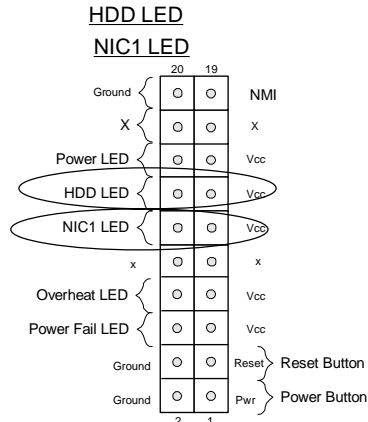 HDD LED
NIC1 LED
20 19
Ground NMI
X X
Power LED Vcc
HDD LED Vcc
NIC1 LED Vcc
x x
Overheat LED Vcc
Power Fail LED Vcc
Ground Reset Reset Button
Ground Pwr Power Button
2 1